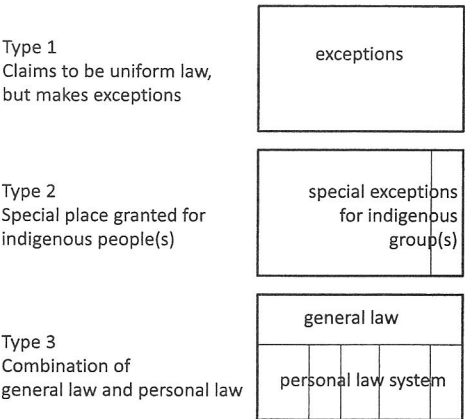 Type 1
Claims to be uniform law,
but makes exceptions
exceptions
Type 2
Special place granted for
indigenous people(s)
special exceptions
for indigenous
group(s)
Type 3
Combination of
general law and personal law
general law
personal law system